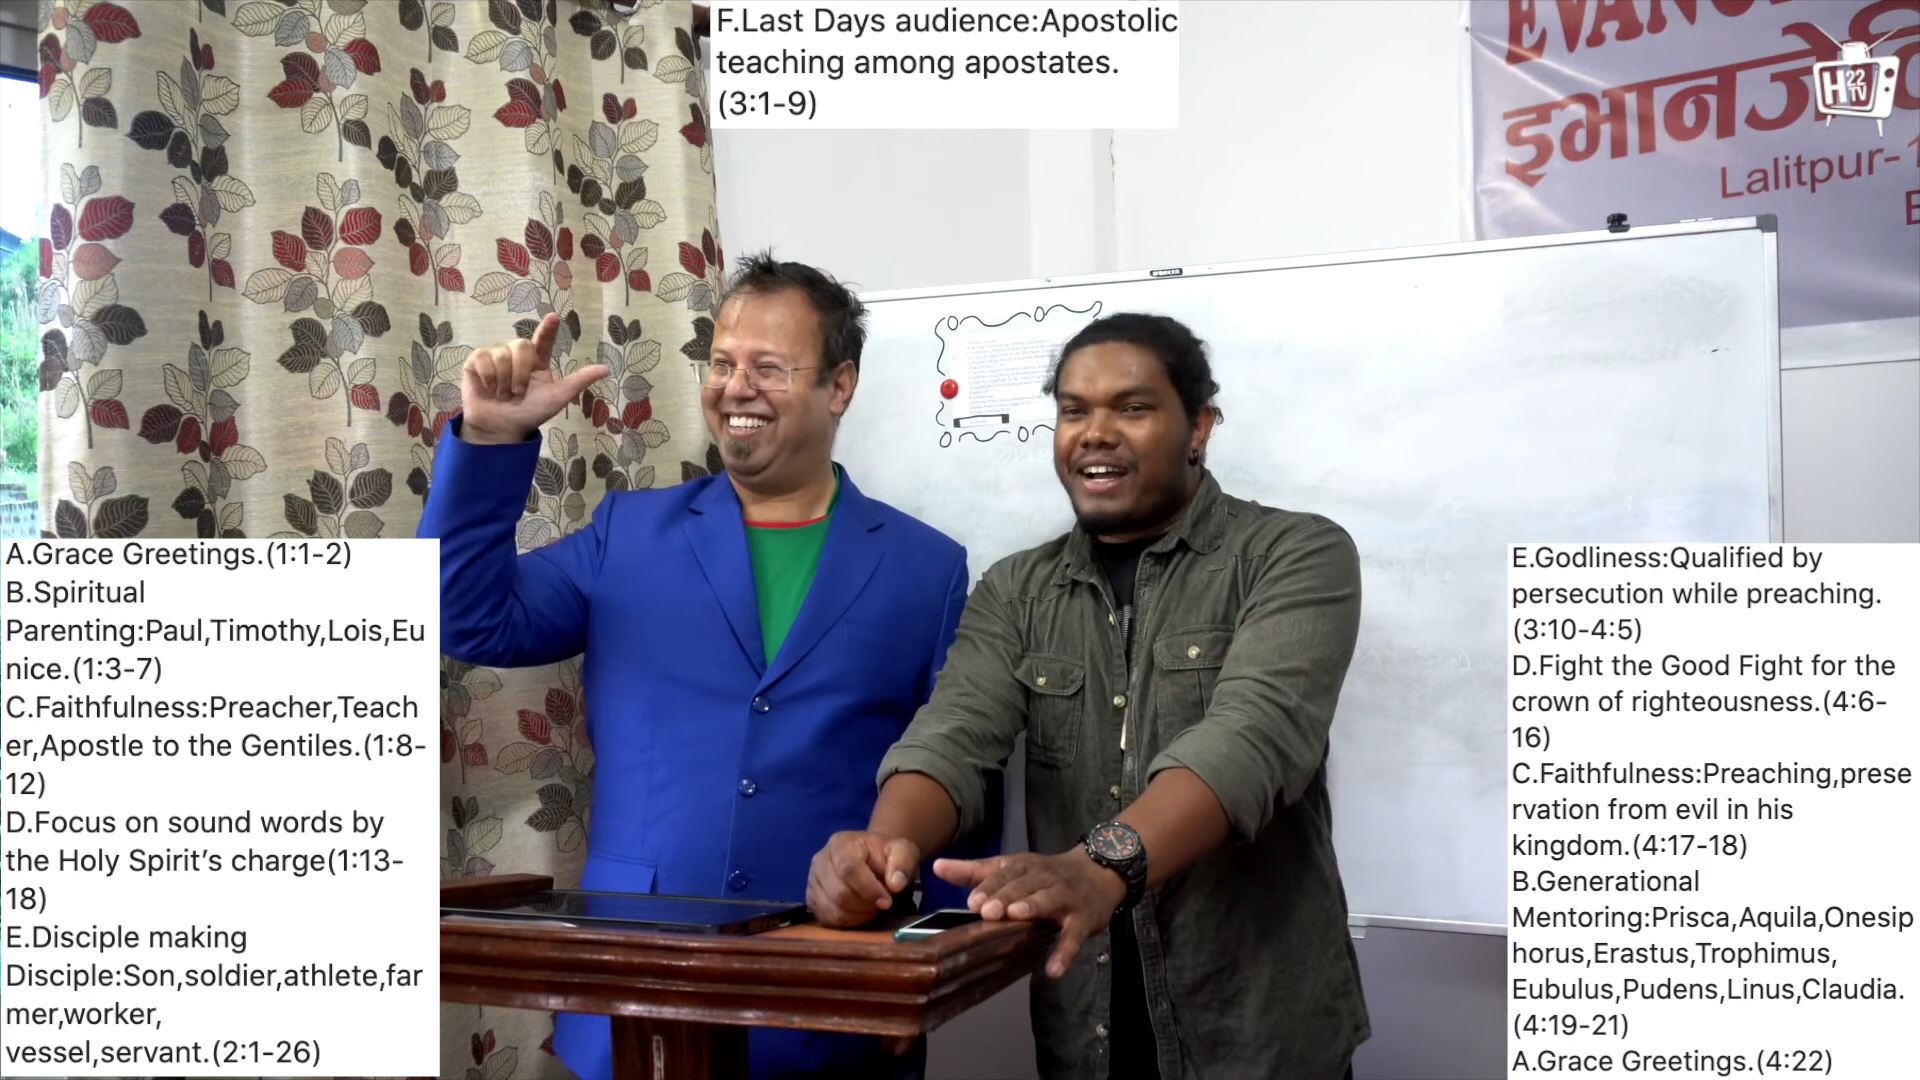 F.Last Days audience:Apostolic
teaching among apostates.
(3:1-9)
इभानजे
Lalitpur-1
H22
TV
A.Grace Greetings.(1:1-2)
B.Spiritual
Parenting:Paul,Timothy,Lois,Eu
nice.(1:3-7)
C.Faithfulness:Preacher,Teach
er,Apostle to the Gentiles.(1:8-
12)
D.Focus on sound words by
the Holy Spirit’s charge(1:13-
18)
E.Disciple making
Disciple:Son,soldier,athlete,far
mer,worker,
vessel,servant.(2:1-26)
E.Godliness:Qualified by
persecution while preaching.
(3:10-4:5)
D.Fight the Good Fight for the
crown of righteousness.(4:6-
16)
C.Faithfulness:Preaching,prese
rvation from evil in his
kingdom.(4:17-18)
B.Generational
Mentoring:Prisca,Aquila,Onesip
horus,Erastus,Trophimus,
Eubulus,Pudens,Linus,Claudia.
(4:19-21)
A.Grace Greetings.(4:22)